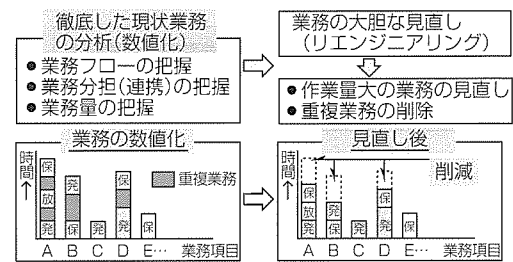 徹底した現状業務
の分析(数値化)
● 業務フローの把握
● 業務分担(連携)の把握
● 業務量の把握
業務の大胆な見直し
(リエンジニアリング)
● 作業量大の業務の見直し
● 重複業務の削除
業務の数値化
時間→
保
放
発
発
保
発
保
発
保
重複業務
A B C D E… 業務項目
見直し後
時間→
削減
保
放
発
発
保
発
保
発
保
A B C D E… 業務項目